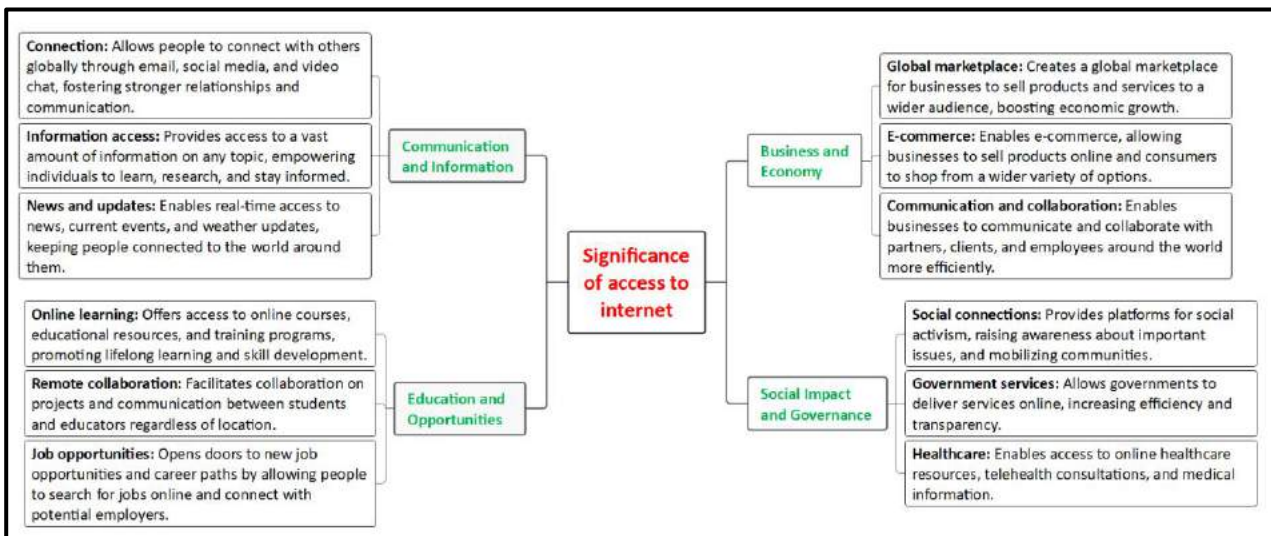 Connection: Allows people to connect with others
globally through email, social media, and video
chat, fostering stronger relationships and
communication.
Information access: Provides access to a vast
amount of information on any topic, empowering
individuals to learn, research, and stay informed.
News and updates: Enables real-time access to
news, current events, and weather updates,
keeping people connected to the world around
them.
Communication
and Information
Online learning: Offers access to online courses,
educational resources, and training programs,
promoting lifelong learning and skill development.
Remote collaboration: Facilitates collaboration on
projects and communication between students
and educators regardless of location.
Job opportunities: Opens doors to new job
opportunities and career paths by allowing people
to search for jobs online and connect with
potential employers.
Education and
Opportunities
Significance
of access to
internet
Business and
Economy
Global marketplace: Creates a global marketplace
for businesses to sell products and services to a
wider audience, boosting economic growth.
E-commerce: Enables e-commerce, allowing
businesses to sell products online and consumers
to shop from a wider variety of options.
Communication and collaboration: Enables
businesses to communicate and collaborate with
partners, clients, and employees around the world
more efficiently.
Social Impact
and Governance
Social connections: Provides platforms for social
activism, raising awareness about important
issues, and mobilizing communities.
Government services: Allows governments to
deliver services online, increasing efficiency and
transparency.
Healthcare: Enables access to online healthcare
resources, telehealth consultations, and medical
information.